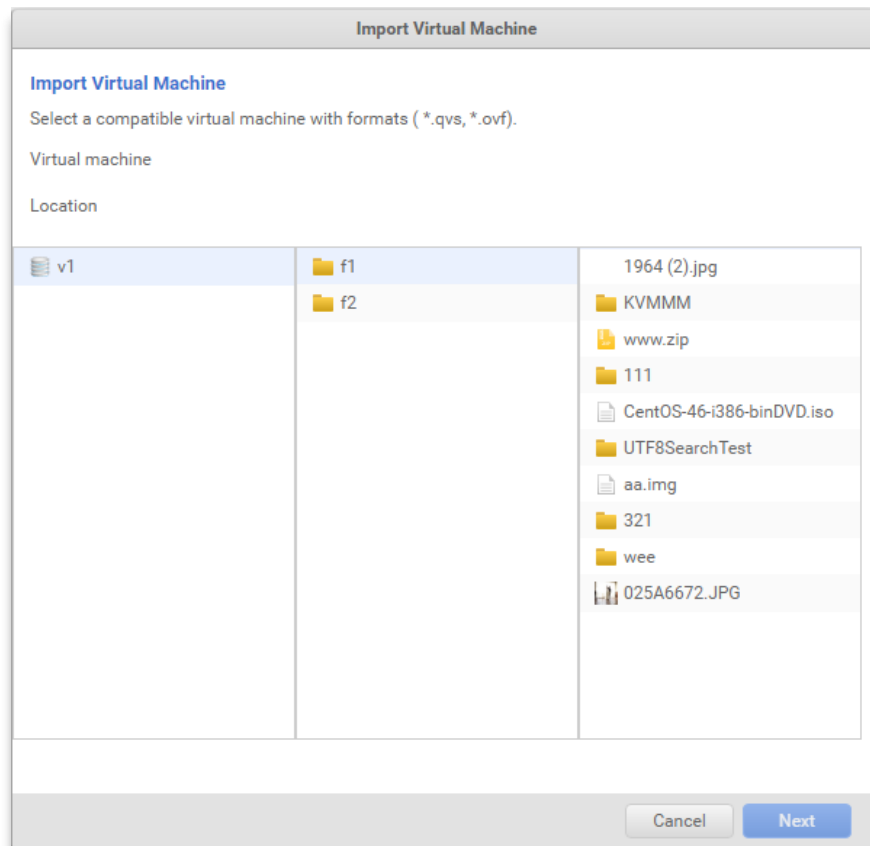 Import Virtual Machine
Import Virtual Machine
Select a compatible virtual machine with formats ( *.qvs, *.ovf).
Virtual machine
Location
v1
f1
f2
1964 (2).jpg
KVMMM
www.zip
111
CentOS-46-i386-binDVD.iso
UTF8SearchTest
aa.img
321
wee
025A6672.JPG
Cancel
Next